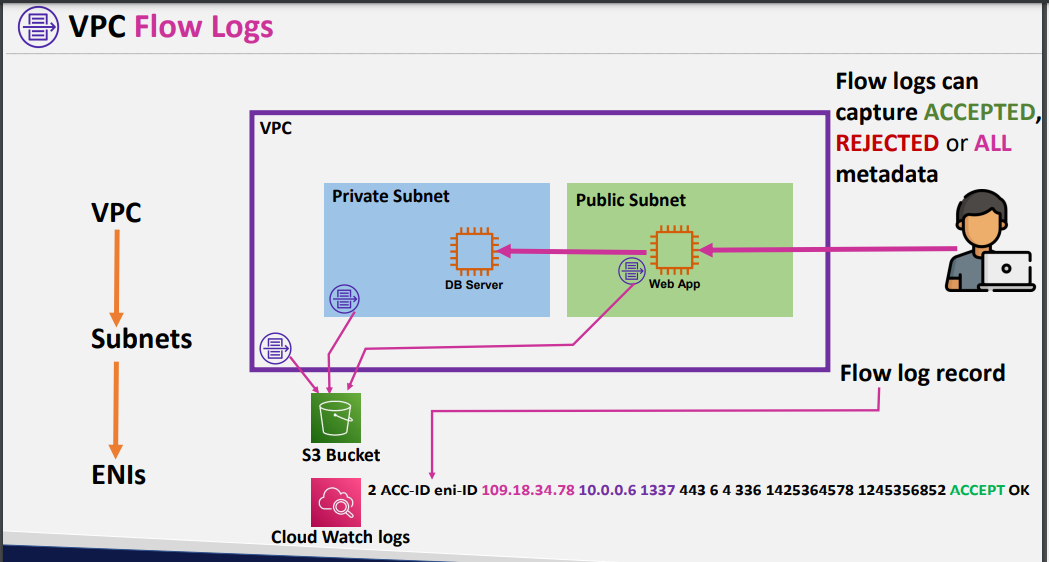 VPC Flow Logs
Flow logs can
capture ACCEPTED,
REJECTED or ALL
metadata
VPC
Private Subnet
Public Subnet
VPC
DB Server
Web App
Subnets
Flow log record
S3 Bucket
ENIs
2 ACC-ID eni-ID 109.18.34.78 10.0.0.6 1337 443 6 4 336 1425364578 1245356852 ACCEPT OK
Cloud Watch logs